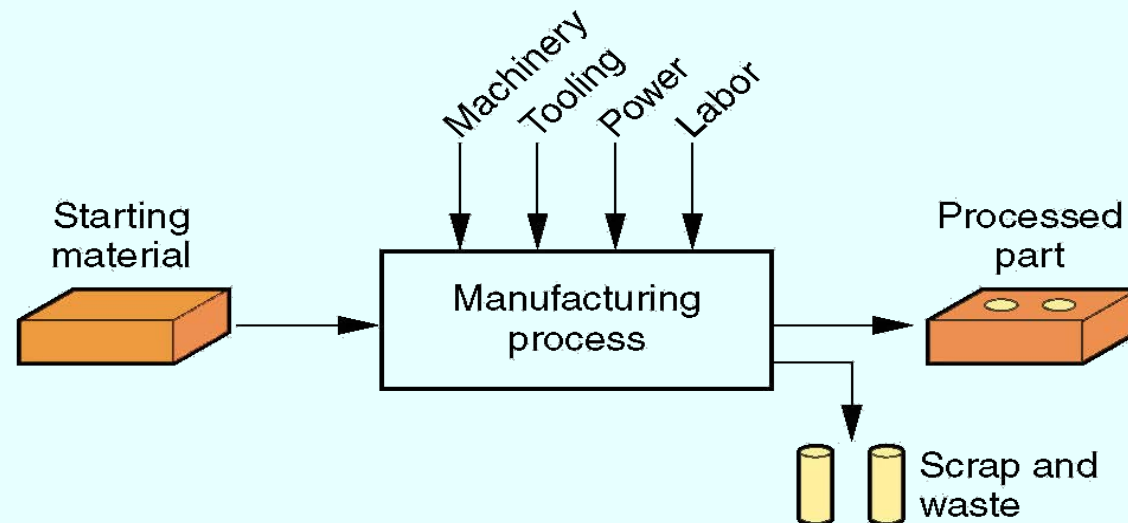 Machinery
Tooling
Power
Labor
Starting
material
Manufacturing
process
Processed
part
Scrap and
waste